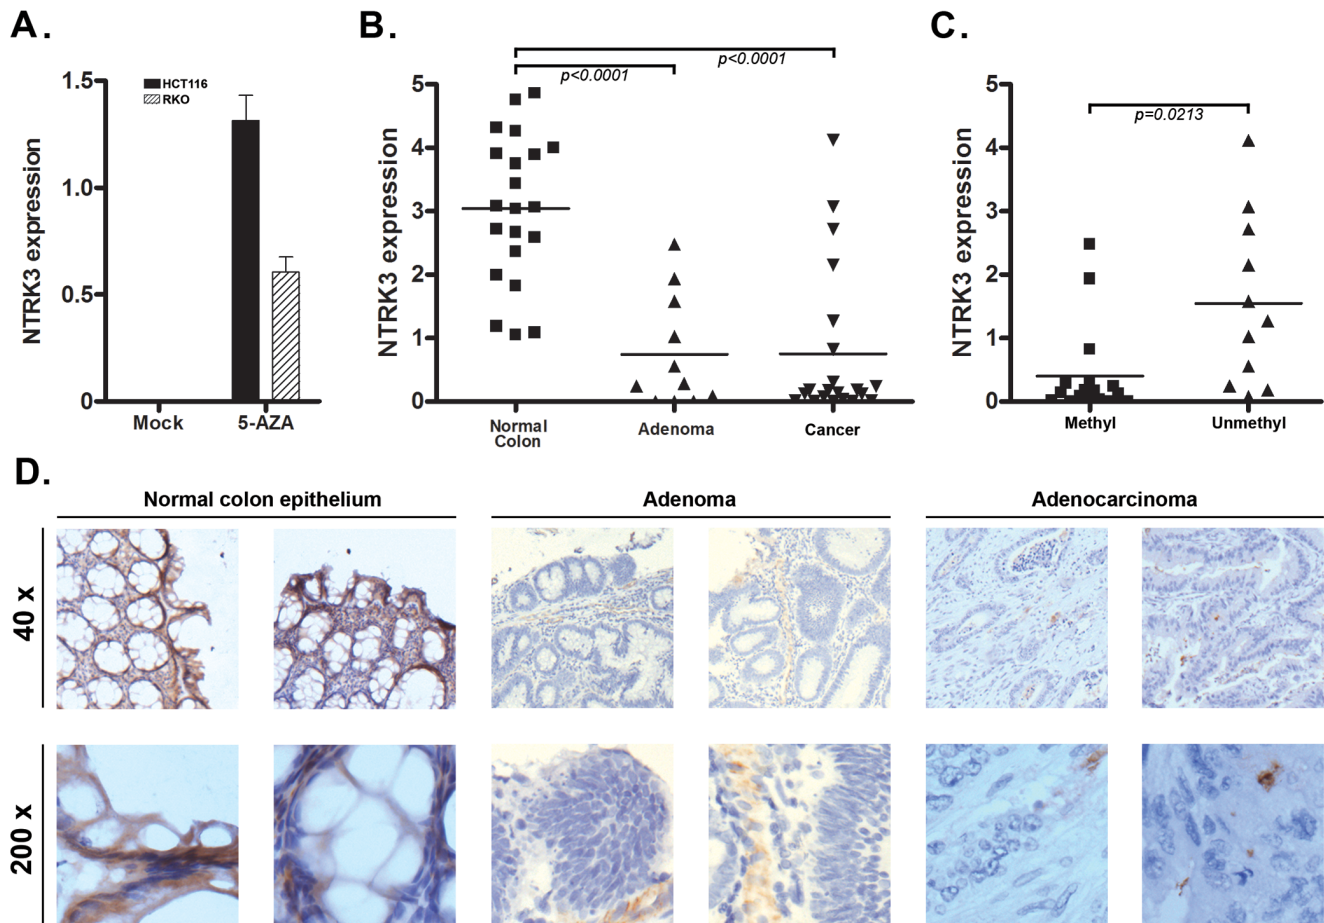 A.
HCT116
RKO
NTRK3 expression
1.5
1.0
0.5
0
Mock
5-AZA
B.
p<0.0001
p<0.0001
NTRK3 expression
5
4
3
2
1
0
Normal
Colon
Adenoma
Cancer
C.
p=0.0213
NTRK3 expression
5
4
3
2
1
0
Methyl
Unmethyl
D.
Normal colon epithelium
Adenoma
Adenocarcinoma
40 x
200 x